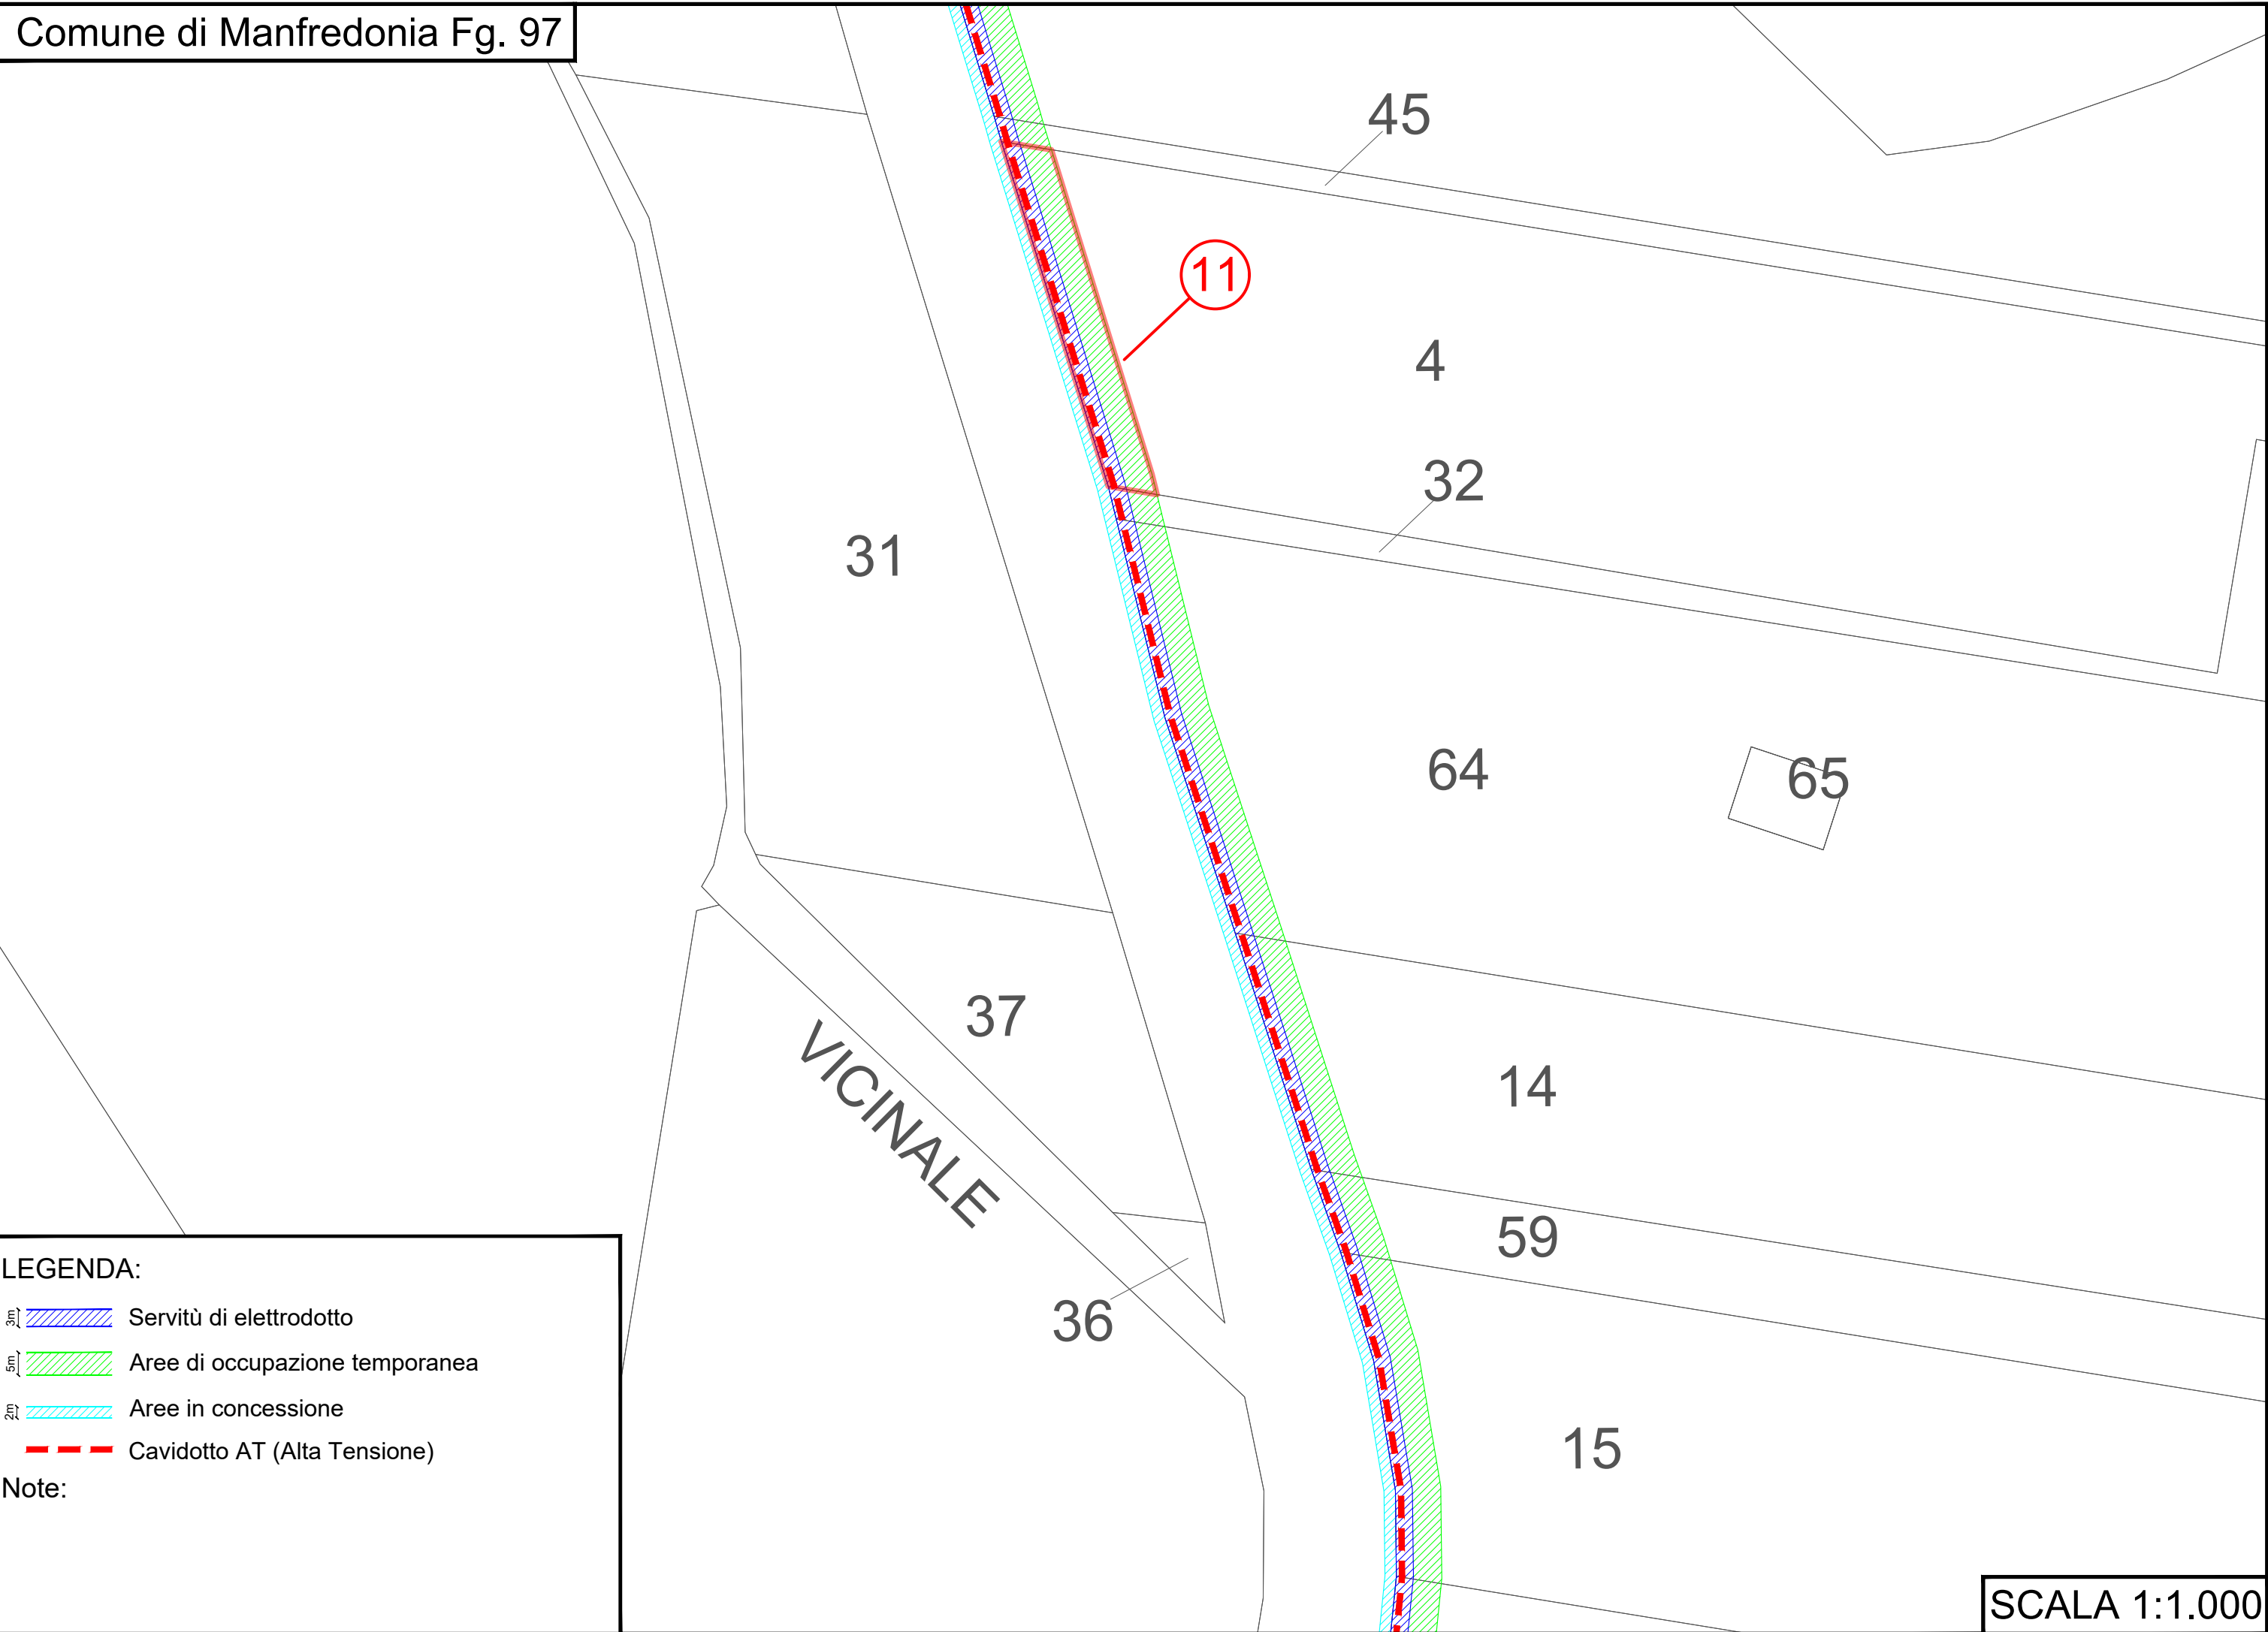 Comune di Manfredonia Fg. 97
45
11
4
32
31
64
65
37
VICINALE
14
59
36
15
LEGENDA:
3m Servitù di elettrodotto
5m Aree di occupazione temporanea
2m Aree in concessione
Cavidotto AT (Alta Tensione)
Note:
SCALA 1:1.000